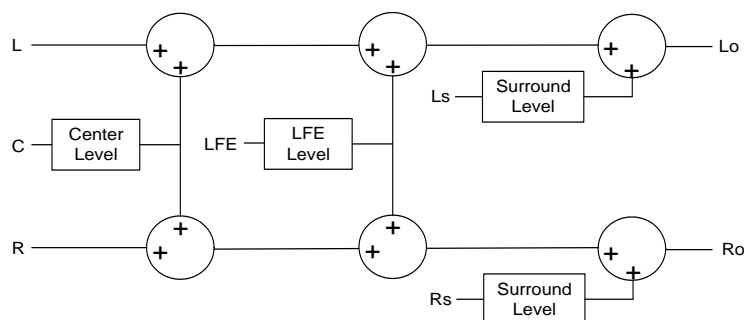 L
+
+
+
+
+
+
Lo
Ls
Surround
Level
C
Center
Level
LFE
LFE
Level
R
+
+
+
+
+
+
Ro
Rs
Surround
Level